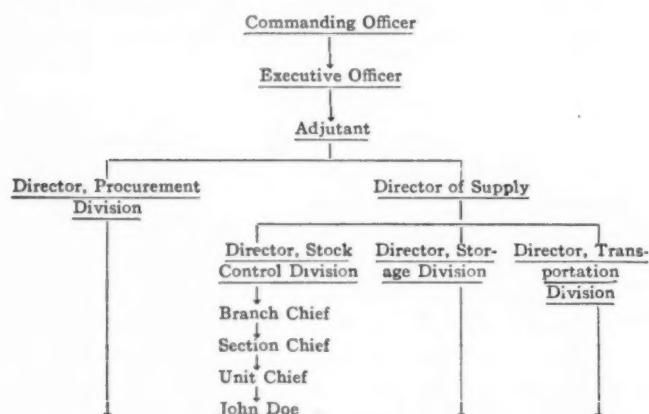 Commanding Officer
Executive Officer
Adjutant
Director, Procurement
Division
Director of Supply
Director, Stock
Control Division
Director, Stor-
age Division
Director, Trans-
portation
Division
Branch Chief
Section Chief
Unit Chief
John Doe